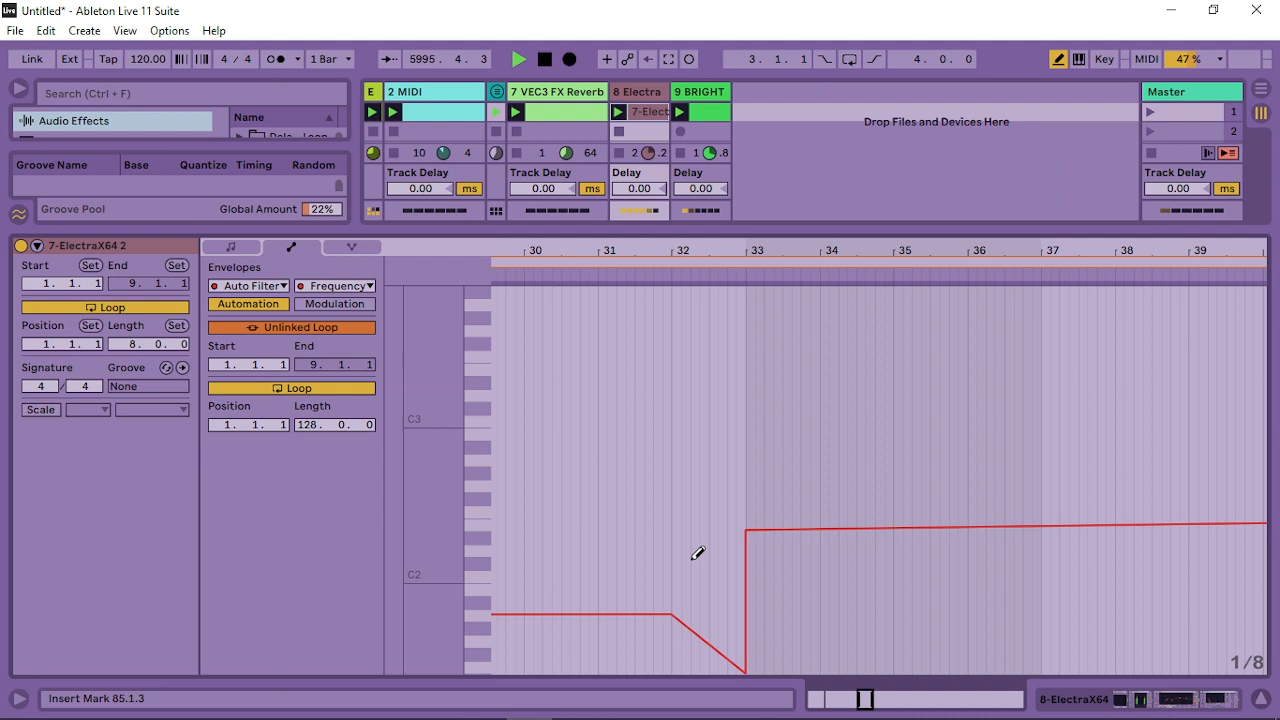 Untitled* - Ableton Live 11 Suite
File Edit Create View Options Help
Link Ext Tap 120.00 4 / 4 1 Bar 5995. 4. 3 3. 1. 1 4. 0. 0 Key MIDI 47 %
Search (Ctrl + F) E 2 MIDI 7 VEC3 FX Reverb 8 Electra 9 BRIGHT Master
Audio Effects Name 7-Elect Drop Files and Devices Here 1
2
Groove Name Base Quantize Timing Random 10 4 1 64 2 .2 1 .8
Track Delay Track Delay Delay Delay Track Delay
0.00 ms 0.00 ms 0.00 0.00 0.00 ms
Groove Pool Global Amount 22%
7-ElectraX64 2 30 31 32 33 34 35 36 37 38 39
Start Set End Set Envelopes
1. 1. 1 9. 1. 1 Auto Filter Frequency
Loop Automation Modulation
Position Set Length Set Unlinked Loop
1. 1. 1 8. 0. 0 Start End
Signature Groove 1. 1. 1 9. 1. 1
4 / 4 None Loop
Scale Position Length
1. 1. 1 128. 0. 0
C3
C2
1/8
Insert Mark 85.1.3 8-ElectraX64